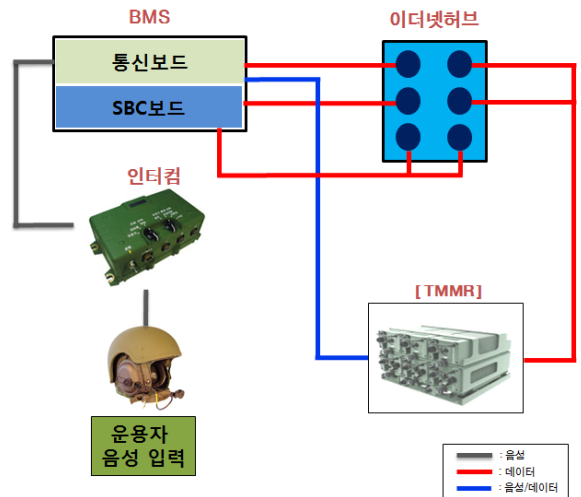 BMS
이더넷허브
통신보드
SBC보드
인터컴
[TMMR]
운용자
음성 입력
: 음성
: 데이터
: 음성/데이터